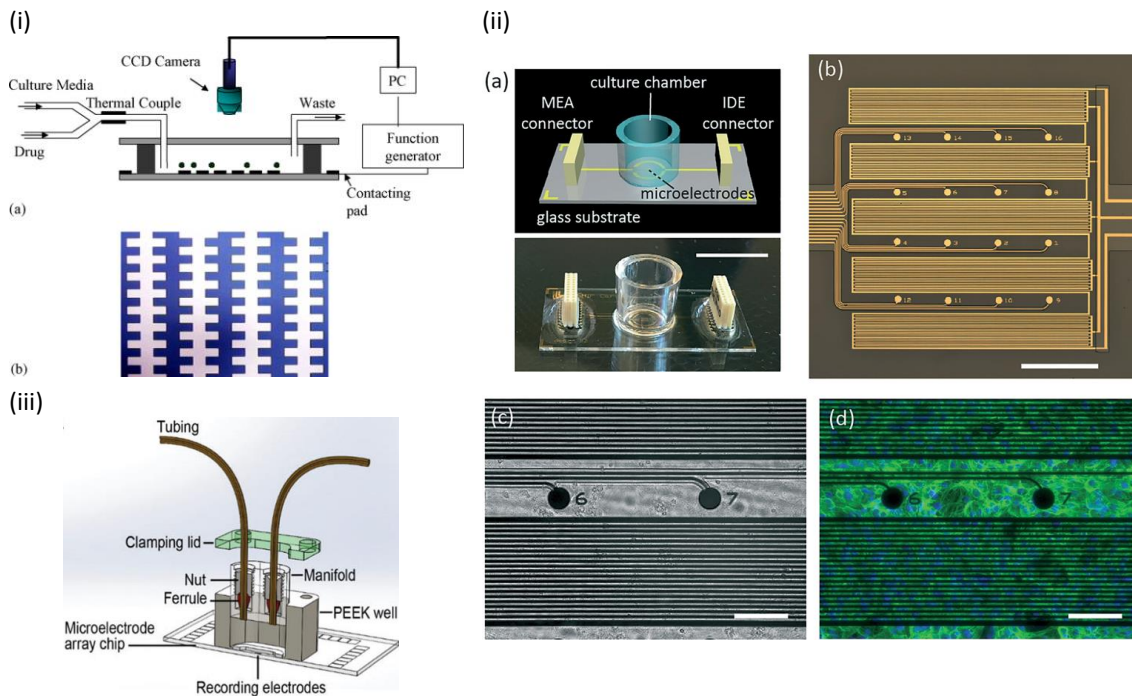 (i)
CCD Camera
PC
Culture Media
Thermal Couple
Waste
Function
generator
Drug
Contacting
pad
(a)
(b)
(ii)
(a)
culture chamber
MEA
connector
IDE
connector
microelectrodes
glass substrate
(b)
13 14 15 16
5 6 7 8
4 3 2 1
12 11 10 9
(c)
6 7
(d)
6 7
(iii)
Tubing
Clamping lid
Nut
Manifold
Ferrule
PEEK well
Microelectrode
array chip
Recording electrodes